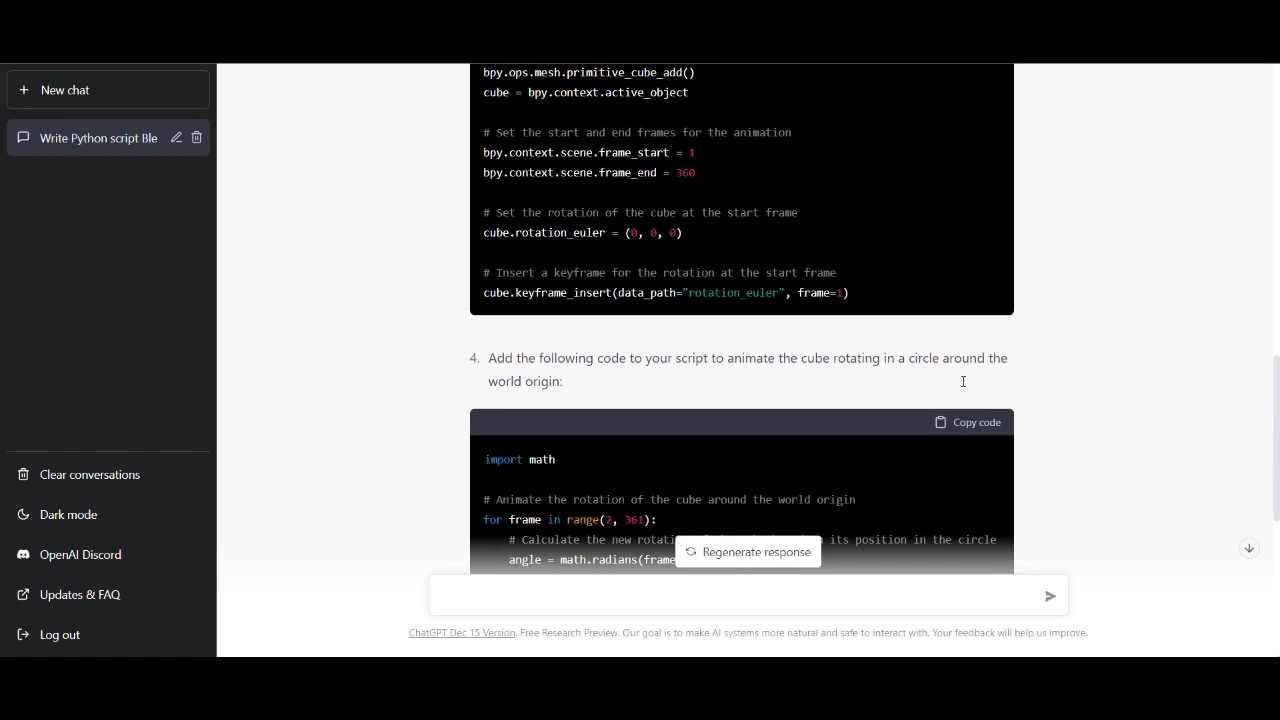 New chat
Write Python script Ble
Clear conversations
Dark mode
OpenAI Discord
Updates & FAQ
Log out
bpy.ops.mesh.primitive_cube_add()
cube = bpy.context.active_object
# Set the start and end frames for the animation
bpy.context.scene.frame_start = 1
bpy.context.scene.frame_end = 360
# Set the rotation of the cube at the start frame
cube.rotation_euler = (0, 0, 0)
# Insert a keyframe for the rotation at the start frame
cube.keyframe_insert(data_path="rotation_euler", frame=1)
4. Add the following code to your script to animate the cube rotating in a circle around the
world origin:
Copy code
import math
# Animate the rotation of the cube around the world origin
for frame in range(2, 361):
# Calculate the new its position in the circle
angle = math.radians(frame
Regenerate response
ChatGPT Dec 15 Version. Free Research Preview. Our goal is to make AI systems more natural and safe to interact with. Your feedback will help us improve.